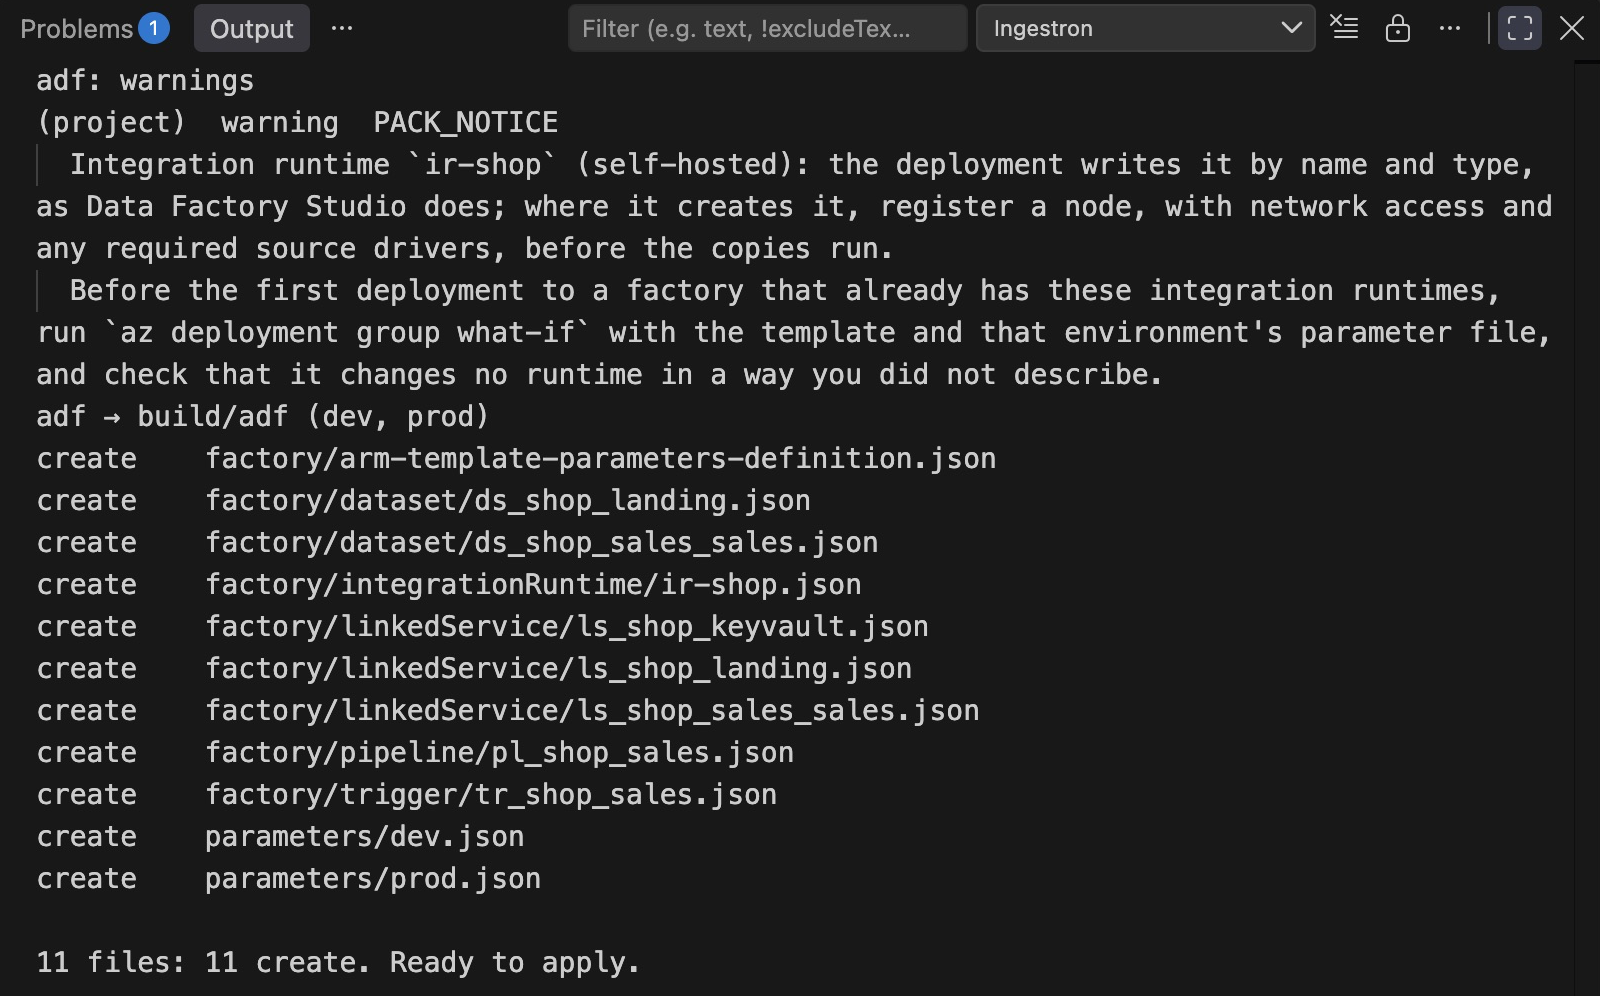 Problems 1 Output ··· Filter (e.g. text, !excludeTex... Ingestron
adf: warnings
(project)  warning  PACK_NOTICE
  Integration runtime `ir-shop` (self-hosted): the deployment writes it by name and type,
as Data Factory Studio does; where it creates it, register a node, with network access and
any required source drivers, before the copies run.
  Before the first deployment to a factory that already has these integration runtimes,
run `az deployment group what-if` with the template and that environment's parameter file,
and check that it changes no runtime in a way you did not describe.
adf → build/adf (dev, prod)
create    factory/arm-template-parameters-definition.json
create    factory/dataset/ds_shop_landing.json
create    factory/dataset/ds_shop_sales_sales.json
create    factory/integrationRuntime/ir-shop.json
create    factory/linkedService/ls_shop_keyvault.json
create    factory/linkedService/ls_shop_landing.json
create    factory/linkedService/ls_shop_sales_sales.json
create    factory/pipeline/pl_shop_sales.json
create    factory/trigger/tr_shop_sales.json
create    parameters/dev.json
create    parameters/prod.json
11 files: 11 create. Ready to apply.